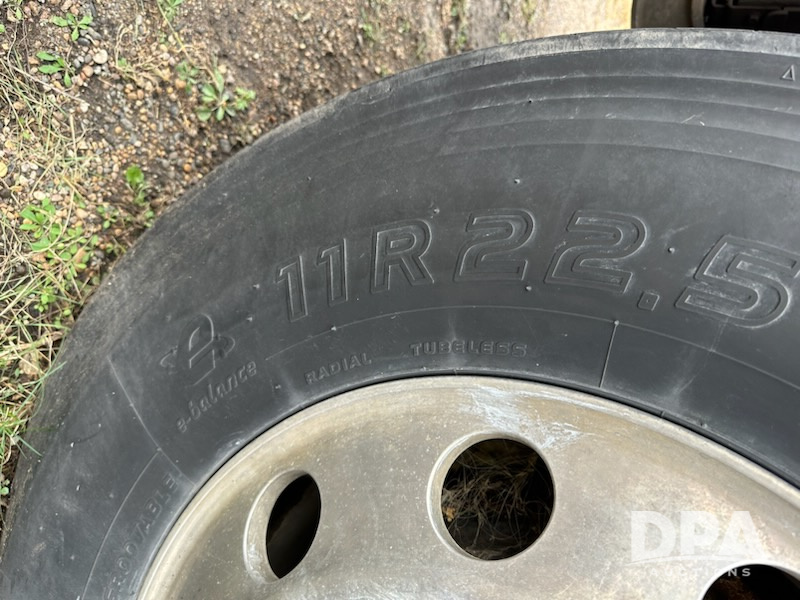 11R22.5
e-balance
RADIAL TUBELESS
DPA